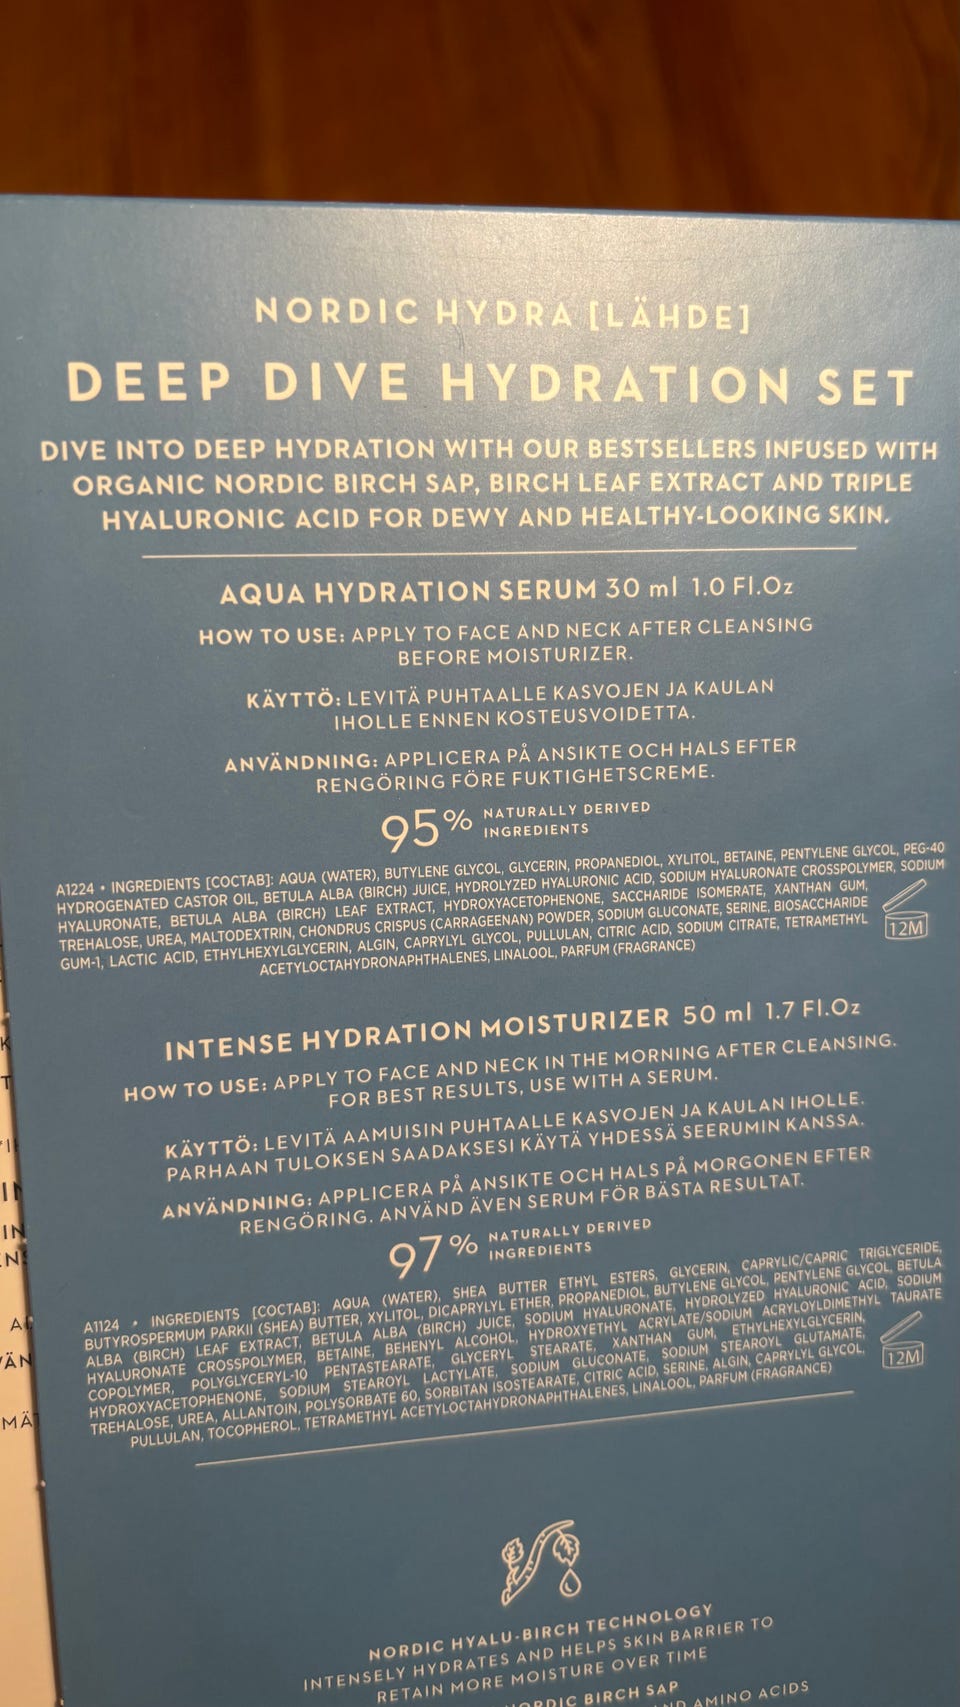 NORDIC HYDRA [LÄHDE]
DEEP DIVE HYDRATION SET
DIVE INTO DEEP HYDRATION WITH OUR BESTSELLERS INFUSED WITH
ORGANIC NORDIC BIRCH SAP, BIRCH LEAF EXTRACT AND TRIPLE
HYALURONIC ACID FOR DEWY AND HEALTHY-LOOKING SKIN.
AQUA HYDRATION SERUM 30 ml 1.0 Fl.Oz
HOW TO USE: APPLY TO FACE AND NECK AFTER CLEANSING
BEFORE MOISTURIZER.
KÄYTTÖ: LEVITÄ PUHTAALLE KASVOJEN JA KAULAN
IHOLLE ENNEN KOSTEUSVOIDETTA.
ANVÄNDNING: APPLICERA PÅ ANSIKTE OCH HALS EFTER
RENGÖRING FÖRE FUKTIGHETSCREME.
95% NATURALLY DERIVED
INGREDIENTS
A1224 • INGREDIENTS [COCTAB]: AQUA (WATER), BUTYLENE GLYCOL, GLYCERIN, PROPANEDIOL, XYLITOL, BETAINE, PENTYLENE GLYCOL, PEG-40
HYDROGENATED CASTOR OIL, BETULA ALBA (BIRCH) JUICE, HYDROLYZED HYALURONIC ACID, SODIUM HYALURONATE CROSSPOLYMER, SODIUM
HYALURONATE, BETULA ALBA (BIRCH) LEAF EXTRACT, HYDROXYACETOPHENONE, SACCHARIDE ISOMERATE, XANTHAN GUM,
TREHALOSE, UREA, MALTODEXTRIN, CHONDRUS CRISPUS (CARRAGEENAN) POWDER, SODIUM GLUCONATE, SERINE, BIOSACCHARIDE
GUM-1, LACTIC ACID, ETHYLHEXYLGLYCERIN, ALGIN, CAPRYLYL GLYCOL, PULLULAN, CITRIC ACID, SODIUM CITRATE, TETRAMETHYL
ACETYLOCTAHYDRONAPHTHALENES, LINALOOL, PARFUM (FRAGRANCE)
12M
INTENSE HYDRATION MOISTURIZER 50 ml 1.7 Fl.Oz
HOW TO USE: APPLY TO FACE AND NECK IN THE MORNING AFTER CLEANSING.
FOR BEST RESULTS, USE WITH A SERUM.
KÄYTTÖ: LEVITÄ AAMUISIN PUHTAALLE KASVOJEN JA KAULAN IHOLLE.
PARHAAN TULOKSEN SAADAKSESI KÄYTÄ YHDESSÄ SEERUMIN KANSSA.
ANVÄNDNING: APPLICERA PÅ ANSIKTE OCH HALS PÅ MORGONEN EFTER
RENGÖRING. ANVÄND ÄVEN SERUM FÖR BÄSTA RESULTAT.
97% NATURALLY DERIVED
INGREDIENTS
A1124 • INGREDIENTS [COCTAB]: AQUA (WATER), SHEA BUTTER ETHYL ESTERS, GLYCERIN, CAPRYLIC/CAPRIC TRIGLYCERIDE,
BUTYROSPERMUM PARKII (SHEA) BUTTER, XYLITOL, DICAPRYLYL ETHER, PROPANEDIOL, BUTYLENE GLYCOL, PENTYLENE GLYCOL, BETULA
ALBA (BIRCH) LEAF EXTRACT, BETULA ALBA (BIRCH) JUICE, SODIUM HYALURONATE, HYDROLYZED HYALURONIC ACID, SODIUM
HYALURONATE CROSSPOLYMER, BETAINE, BEHENYL ALCOHOL, HYDROXYETHYL ACRYLATE/SODIUM ACRYLOYLDIMETHYL TAURATE
COPOLYMER, POLYGLYCERYL-10 PENTASTEARATE, GLYCERYL STEARATE, XANTHAN GUM, ETHYLHEXYLGLYCERIN,
HYDROXYACETOPHENONE, SODIUM STEAROYL LACTYLATE, SODIUM GLUCONATE, SODIUM STEAROYL GLUTAMATE,
TREHALOSE, UREA, ALLANTOIN, POLYSORBATE 60, SORBITAN ISOSTEARATE, CITRIC ACID, SERINE, ALGIN, CAPRYLYL GLYCOL,
PULLULAN, TOCOPHEROL, TETRAMETHYL ACETYLOCTAHYDRONAPHTHALENES, LINALOOL, PARFUM (FRAGRANCE)
12M
NORDIC HYALU-BIRCH TECHNOLOGY
INTENSELY HYDRATES AND HELPS SKIN BARRIER TO
RETAIN MORE MOISTURE OVER TIME
BIRCH SAP
AMINO ACIDS